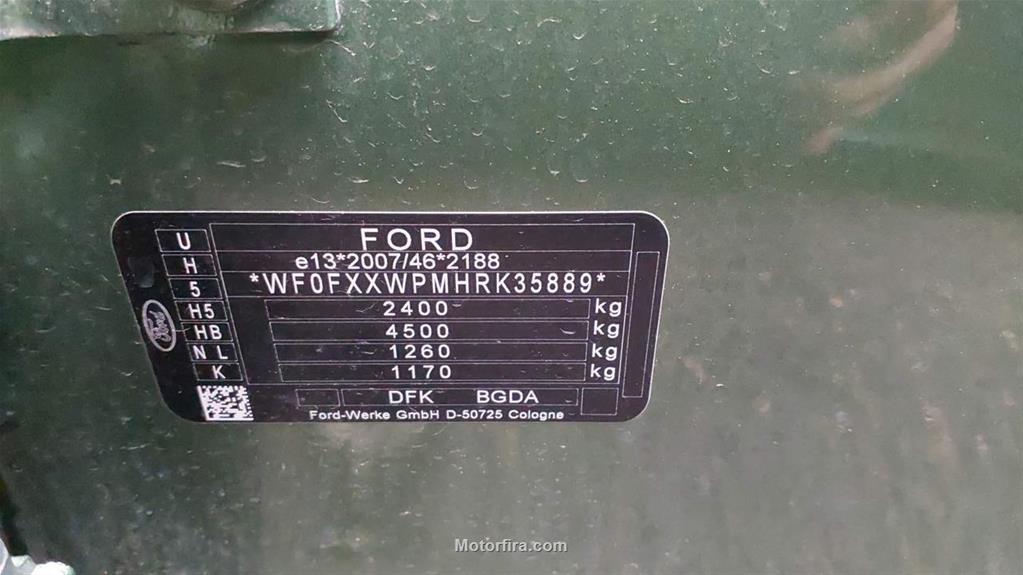 U
H
5
H5
HB
N L
K
Ford
FORD
e13*2007/46*2188
*WF0FXXWPMHRK35889*
2400 kg
4500 kg
1260 kg
1170 kg
DFK BGDA
Ford-Werke GmbH D-50725 Cologne
Motorfira.com